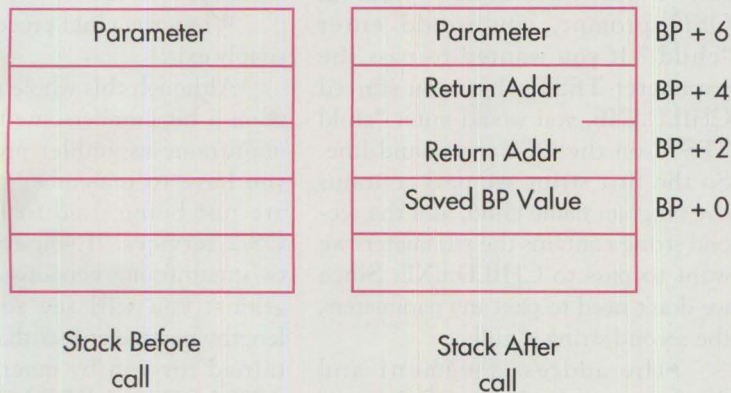 Parameter
Parameter
BP + 6
Return Addr
BP + 4
Return Addr
BP + 2
Saved BP Value
BP + 0
Stack Before
call
Stack After
call